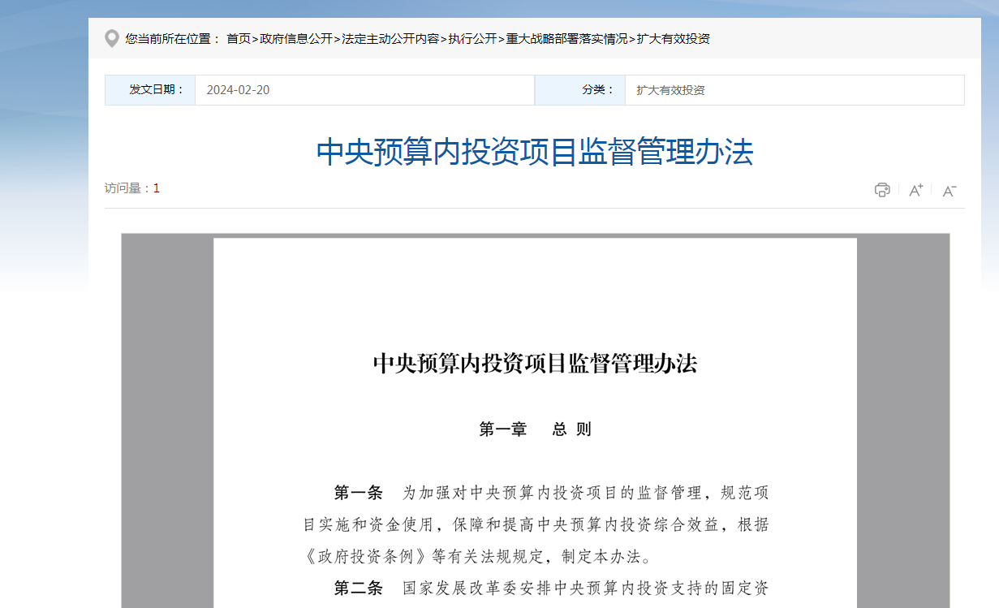 您当前所在位置： 首页>政府信息公开>法定主动公开内容>执行公开>重大战略部署落实情况>扩大有效投资
发文日期： 2024-02-20 分类： 扩大有效投资
中央预算内投资项目监督管理办法
访问量：1
A+ A-
中央预算内投资项目监督管理办法
第一章 总 则
第一条 为加强对中央预算内投资项目的监督管理，规范项
目实施和资金使用，保障和提高中央预算内投资综合效益，根据
《政府投资条例》等有关法规规定，制定本办法。
第二条 国家发展改革委安排中央预算内投资支持的固定资